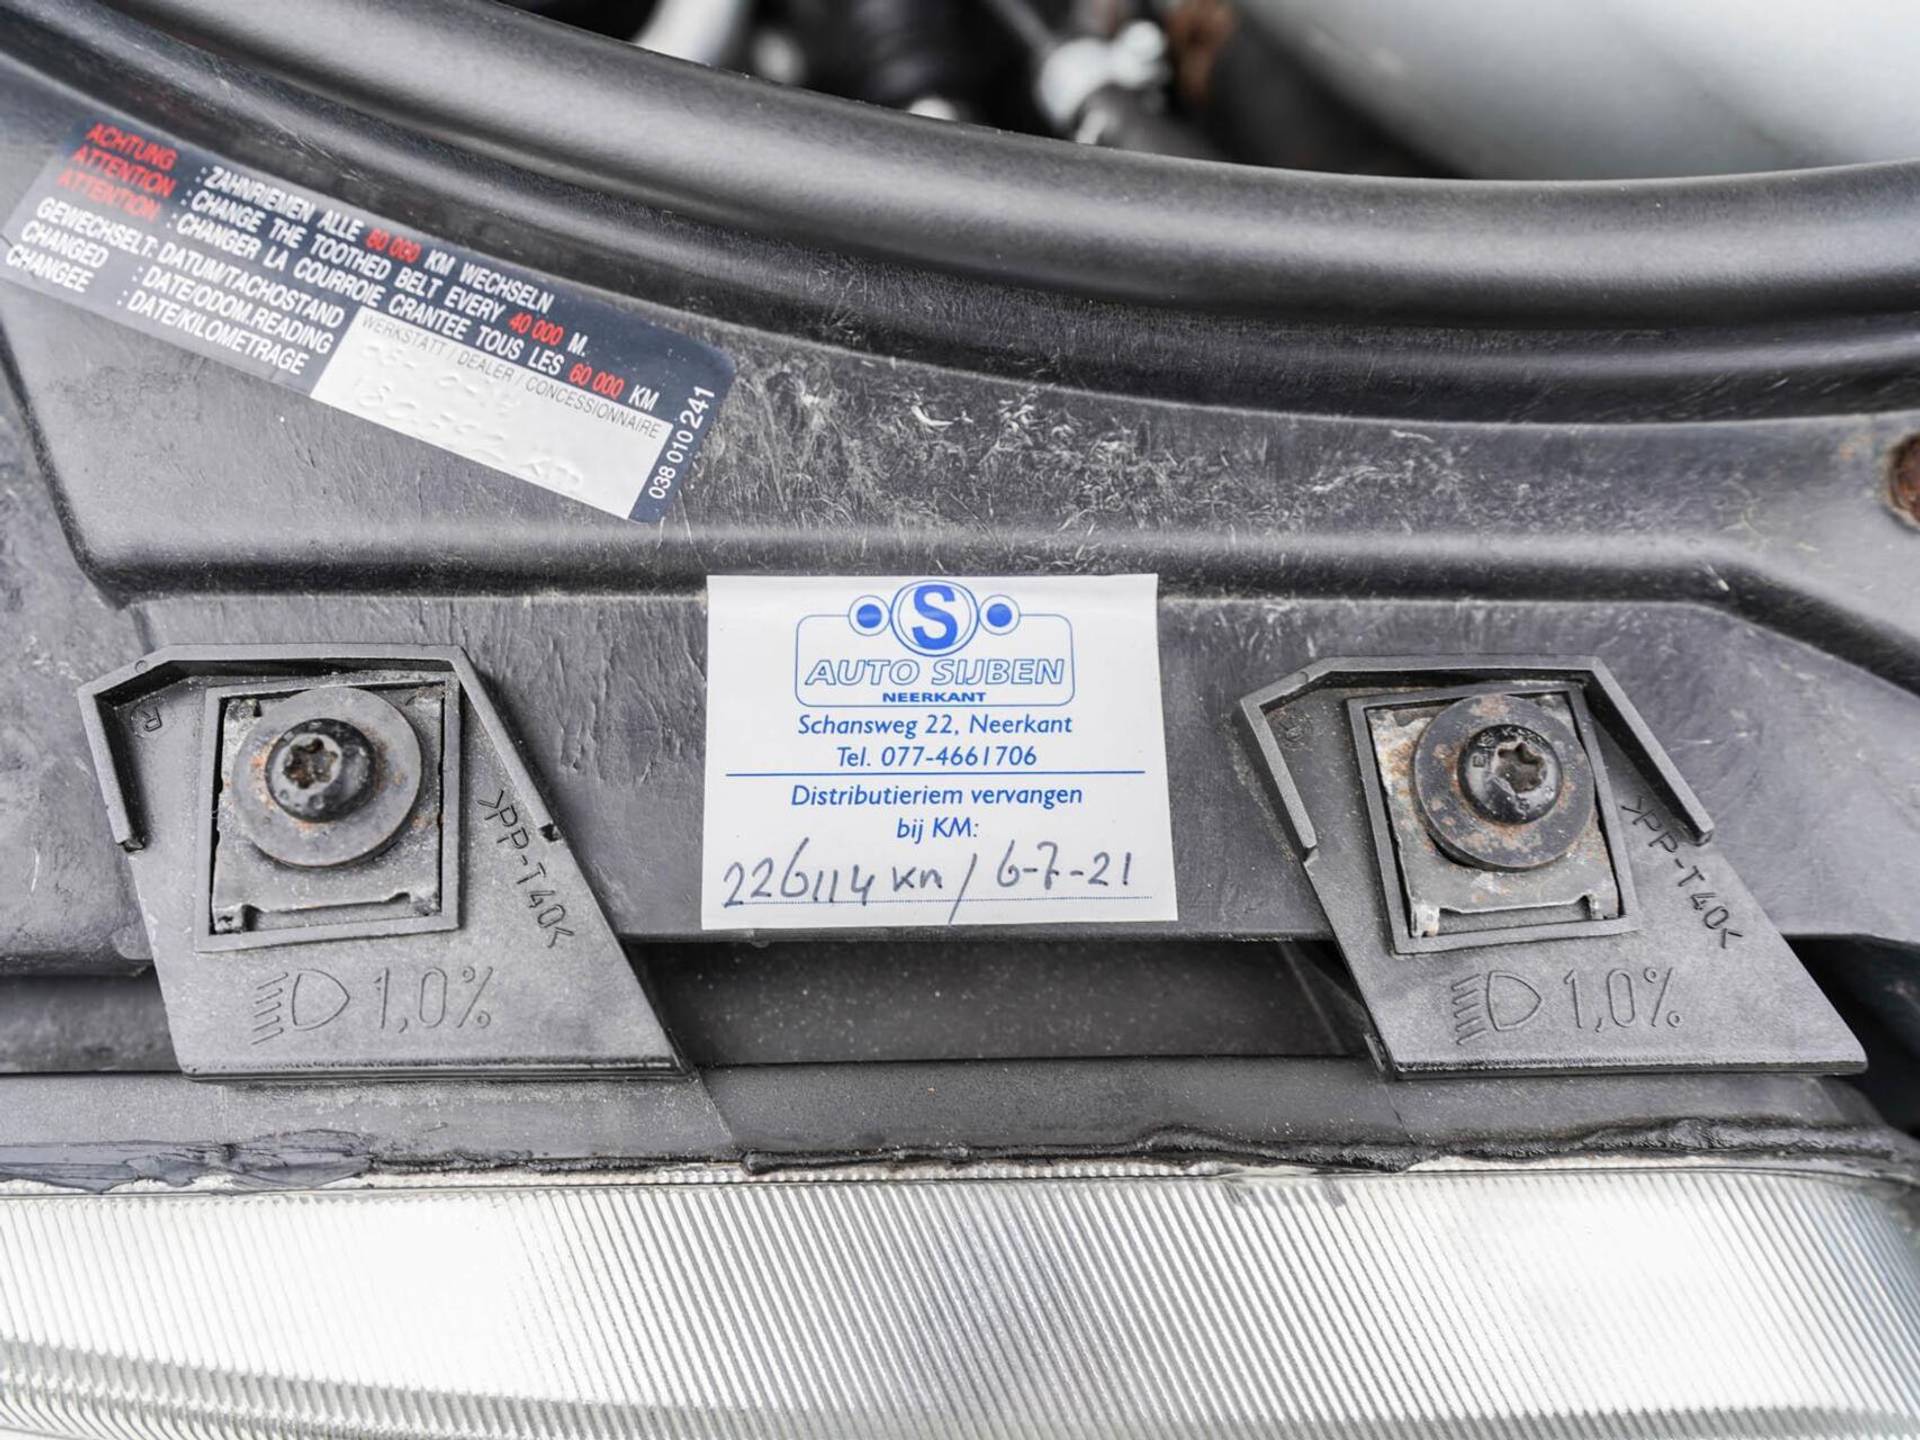 ACHTUNG : ZAHNRIEMEN ALLE 60 000 KM WECHSELN
ATTENTION : CHANGE THE TOOTHED BELT EVERY 40 000 M.
ATTENTION : CHANGER LA COURROIE CRANTEE TOUS LES 60 000 KM
GEWECHSELT: DATUM/TACHOSTAND
CHANGED : DATE/ODOM.READING
CHANGEE : DATE/KILOMETRAGE
WERKSTATT / DEALER / CONCESSIONNAIRE
038 010 241
S
AUTO SIJBEN
NEERKANT
Schansweg 22, Neerkant
Tel. 077-4661706
Distributieriem vervangen
bij KM:
226114 km / 6-7-21
R
>PP-T40<
1,0%
>PP-T40<
1,0%